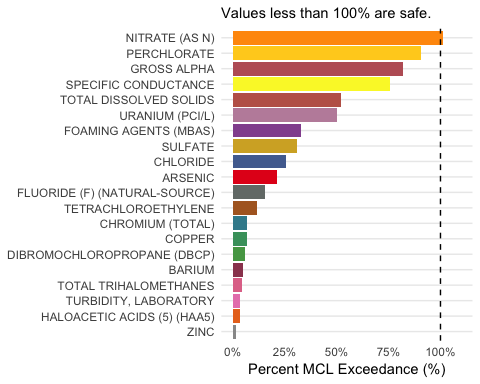 Values less than 100% are safe.
NITRATE (AS N)
PERCHLORATE
GROSS ALPHA
SPECIFIC CONDUCTANCE
TOTAL DISSOLVED SOLIDS
URANIUM (PCI/L)
FOAMING AGENTS (MBAS)
SULFATE
CHLORIDE
ARSENIC
FLUORIDE (F) (NATURAL-SOURCE)
TETRACHLOROETHYLENE
CHROMIUM (TOTAL)
COPPER
DIBROMOCHLOROPROPANE (DBCP)
BARIUM
TOTAL TRIHALOMETHANES
TURBIDITY, LABORATORY
HALOACETIC ACIDS (5) (HAA5)
ZINC
0% 25% 50% 75% 100%
Percent MCL Exceedance (%)